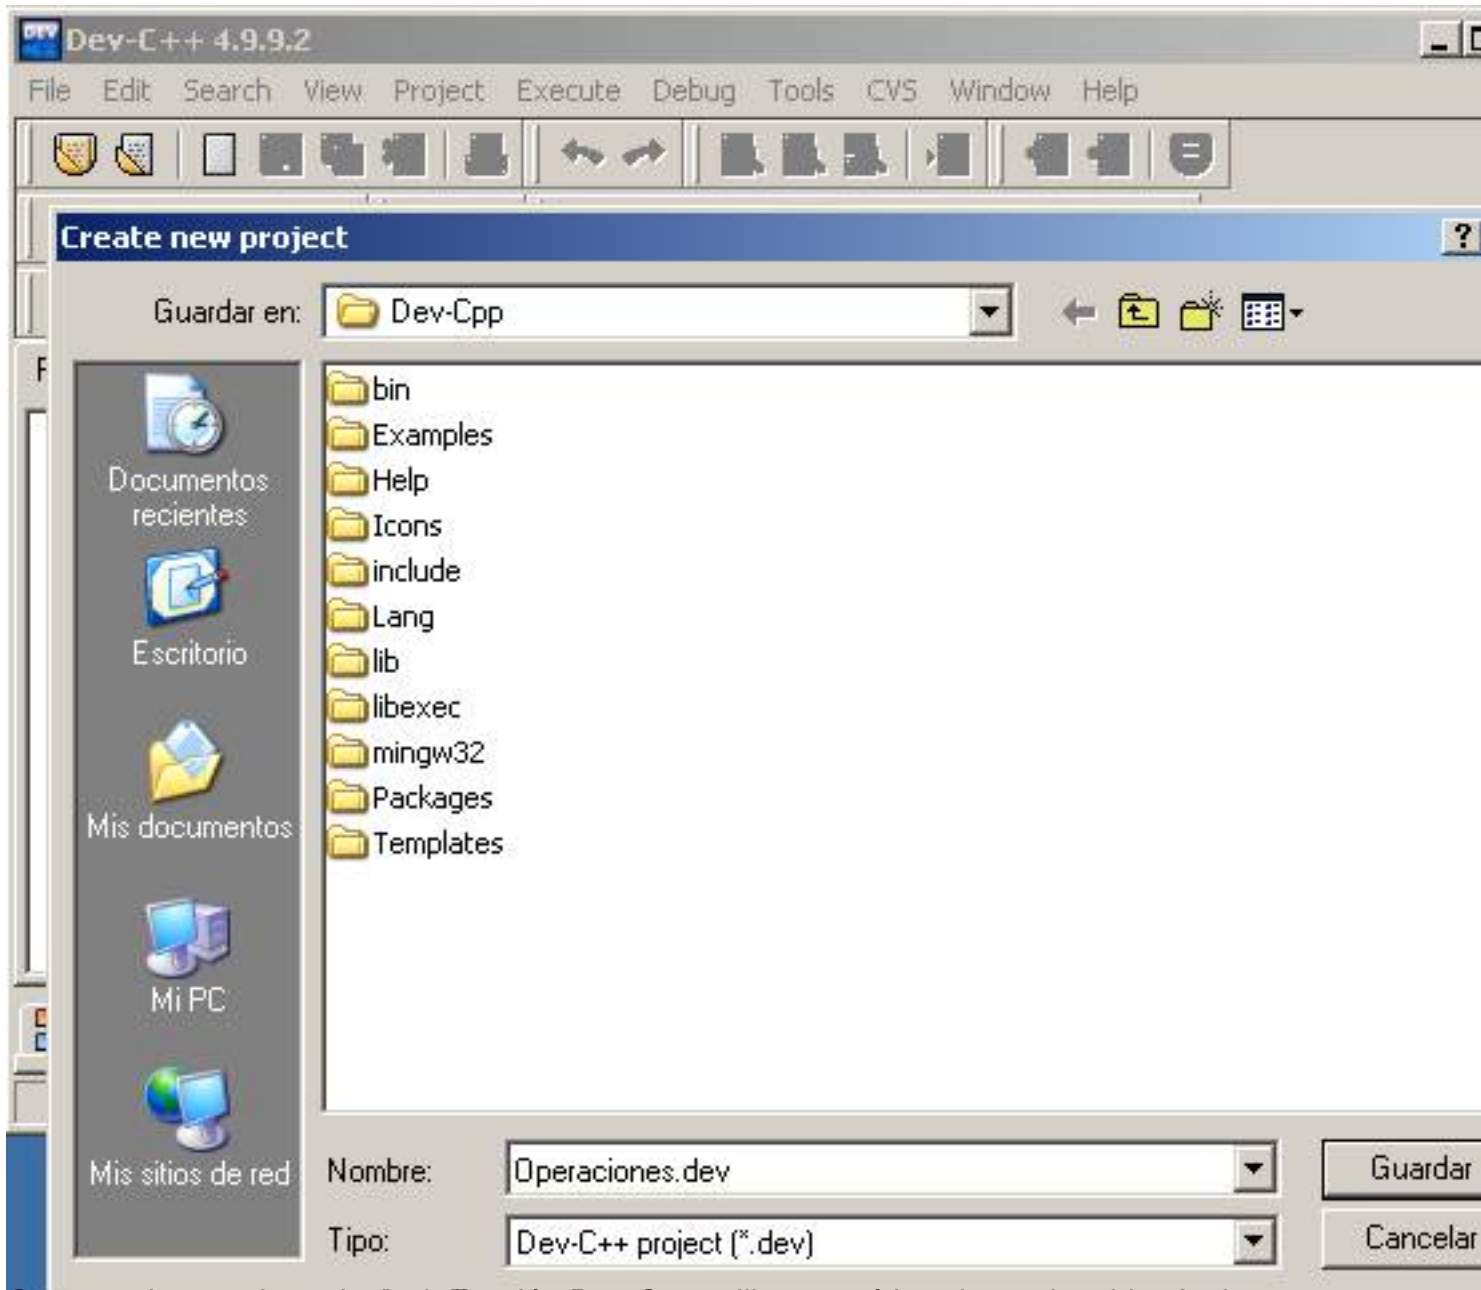 Dev-C++ 4.9.9.2
File Edit Search View Project Execute Debug Tools CVS Window Help
Create new project
Guardar en: Dev-Cpp
Documentos recientes
Escritorio
Mis documentos
Mi PC
Mis sitios de red
bin
Examples
Help
Icons
include
Lang
lib
libexec
mingw32
Packages
Templates
Nombre: Operaciones.dev
Guardar
Tipo: Dev-C++ project (*.dev)
Cancelar